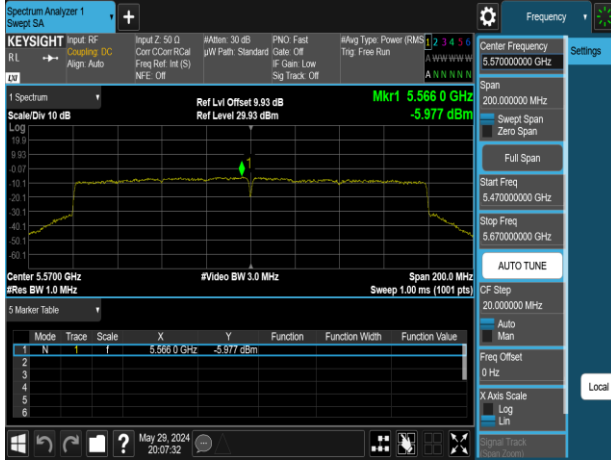 Spectrum Analyzer 1
Swept SA
Frequency
Settings
KEYSIGHT
RL
Input: RF
Coupling: DC
Align: Auto
Input Z: 50 Ω
Corr CCorr RCal
Freq Ref: Int (S)
NFE: Off
#Atten: 30 dB
µW Path: Standard
PNO: Fast
Gate: Off
IF Gain: Low
Sig Track: Off
#Avg Type: Power (RMS)
Trig: Free Run
1 2 3 4 5 6
A W W W W W
A N N N N N
LXI
1 Spectrum
Scale/Div 10 dB
Log
Ref Lvl Offset 9.93 dB
Ref Level 29.93 dBm
Mkr1 5.566 0 GHz
-5.977 dBm
19.9
9.93
-0.07
-10.1
-20.1
-30.1
-40.1
-50.1
-60.1
1
Center 5.5700 GHz
#Res BW 1.0 MHz
#Video BW 3.0 MHz
Span 200.0 MHz
Sweep 1.00 ms (1001 pts)
5 Marker Table
Mode Trace Scale X Y Function Function Width Function Value
1 N 1 f 5.566 0 GHz -5.977 dBm
2
3
4
5
6
Center Frequency
5.570000000 GHz
Span
200.000000 MHz
Swept Span
Zero Span
Full Span
Start Freq
5.470000000 GHz
Stop Freq
5.670000000 GHz
AUTO TUNE
CF Step
20.000000 MHz
Auto
Man
Freq Offset
0 Hz
X Axis Scale
Log
Lin
Signal Track
(Span Zoom)
Local
?
May 29, 2024
20:07:32